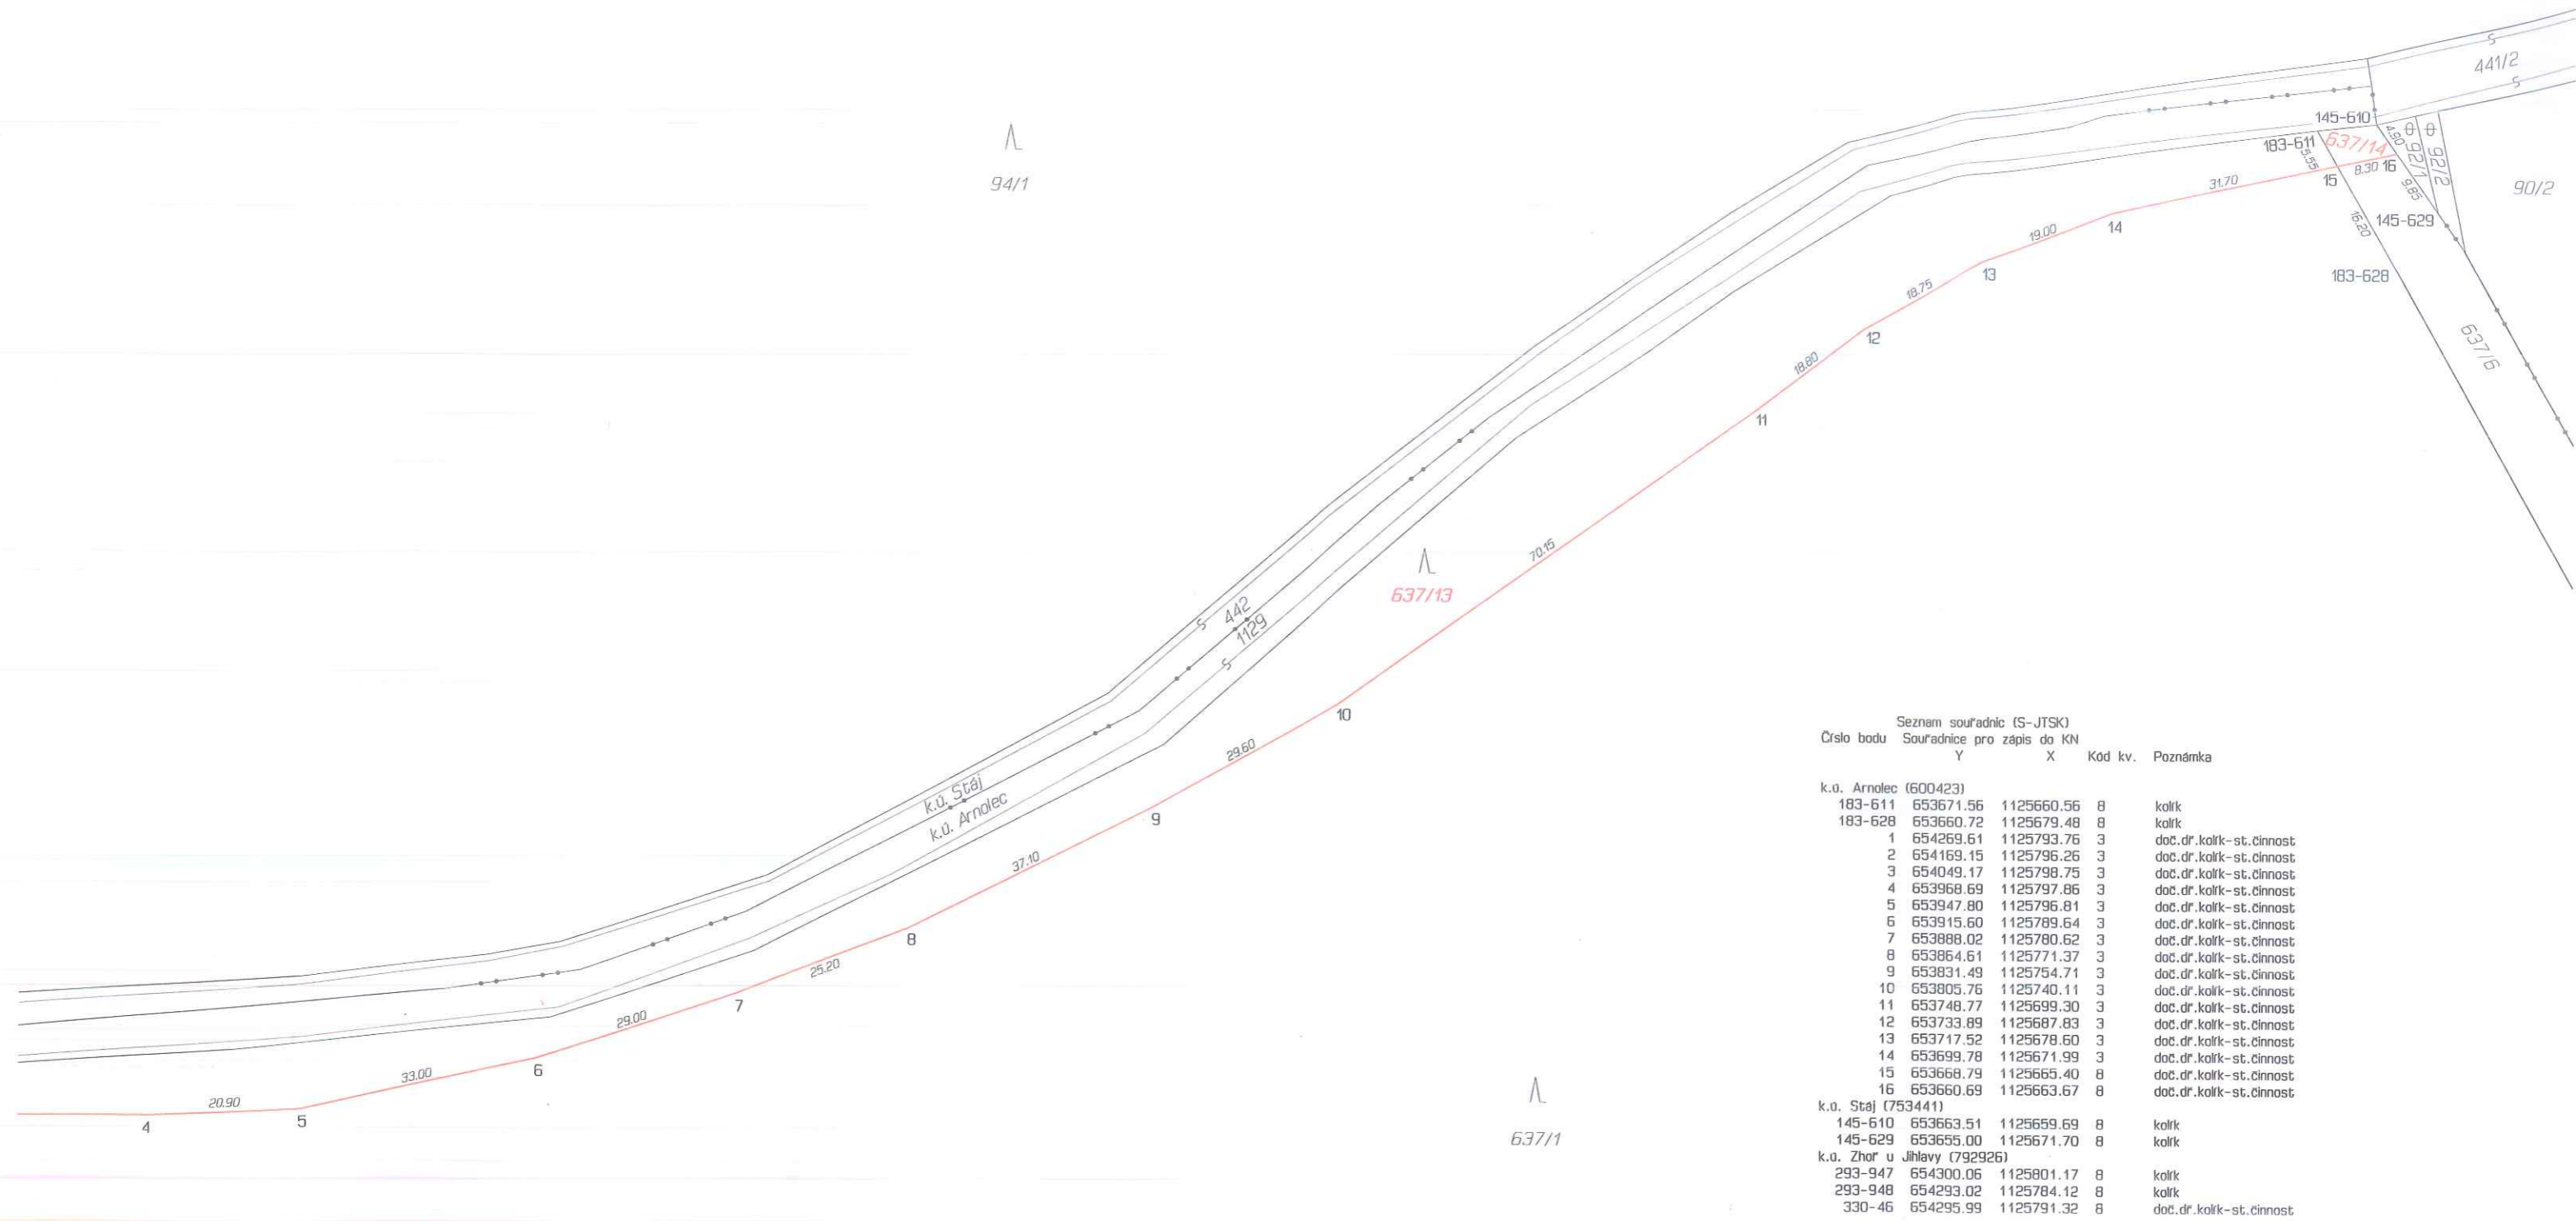 441/2
94/1
145-610
183-611
637/14
4.90
92/1
92/2
5.55
8.30
16
15
31.70
9.85
90/2
16.20
145-629
14
19.00
183-628
13
18.75
637/6
12
18.80
11
70.15
637/13
442
1129
10
29.60
k.ú. Stáj
k.ú. Arnolec
9
37.10
8
25.20
7
29.00
6
33.00
20.90
5
4
637/1
Seznam souřadnic (S-JTSK)
Číslo bodu Souřadnice pro zápis do KN
Y X Kód kv. Poznámka
k.ú. Arnolec (600423)
183-611 653671.56 1125660.56 8 kolík
183-628 653660.72 1125679.48 8 kolík
1 654269.61 1125793.76 3 doč.dř.kolík-st.činnost
2 654169.15 1125796.26 3 doč.dř.kolík-st.činnost
3 654049.17 1125798.75 3 doč.dř.kolík-st.činnost
4 653968.69 1125797.86 3 doč.dř.kolík-st.činnost
5 653947.80 1125796.81 3 doč.dř.kolík-st.činnost
6 653915.60 1125789.64 3 doč.dř.kolík-st.činnost
7 653888.02 1125780.62 3 doč.dř.kolík-st.činnost
8 653864.61 1125771.37 3 doč.dř.kolík-st.činnost
9 653831.49 1125754.71 3 doč.dř.kolík-st.činnost
10 653805.76 1125740.11 3 doč.dř.kolík-st.činnost
11 653748.77 1125699.30 3 doč.dř.kolík-st.činnost
12 653733.89 1125687.83 3 doč.dř.kolík-st.činnost
13 653717.52 1125678.60 3 doč.dř.kolík-st.činnost
14 653699.78 1125671.99 3 doč.dř.kolík-st.činnost
15 653668.79 1125665.40 8 doč.dř.kolík-st.činnost
16 653660.69 1125663.67 8 doč.dř.kolík-st.činnost
k.ú. Stáj (753441)
145-610 653663.51 1125659.69 8 kolík
145-629 653655.00 1125671.70 8 kolík
k.ú. Zhoř u Jihlavy (792926)
293-947 654300.06 1125801.17 8 kolík
293-948 654293.02 1125784.12 8 kolík
330-46 654295.99 1125791.32 8 doč.dř.kolík-st.činnost